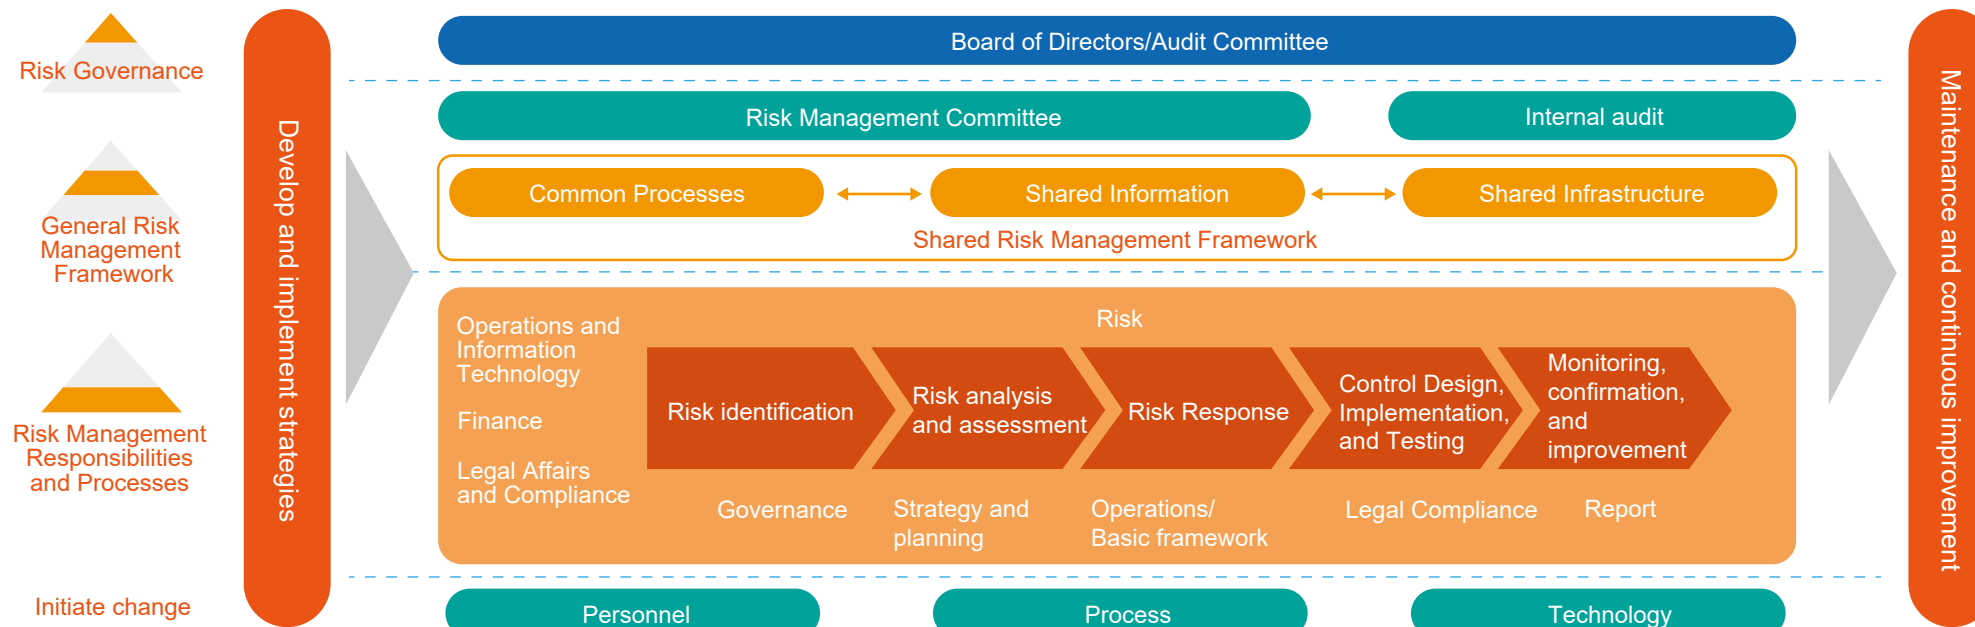 Risk Governance
General Risk
Management
Framework
Risk Management
Responsibilities
and Processes
Initiate change
Develop and implement strategies
Board of Directors/Audit Committee
Risk Management Committee
Internal audit
Common Processes
Shared Information
Shared Infrastructure
Shared Risk Management Framework
Operations and
Information
Technology
Finance
Legal Affairs
and Compliance
Risk
Risk identification
Risk analysis
and assessment
Risk Response
Control Design,
Implementation,
and Testing
Monitoring,
confirmation,
and
improvement
Governance
Strategy and
planning
Operations/
Basic framework
Legal Compliance
Report
Personnel
Process
Technology
Maintenance and continuous improvement